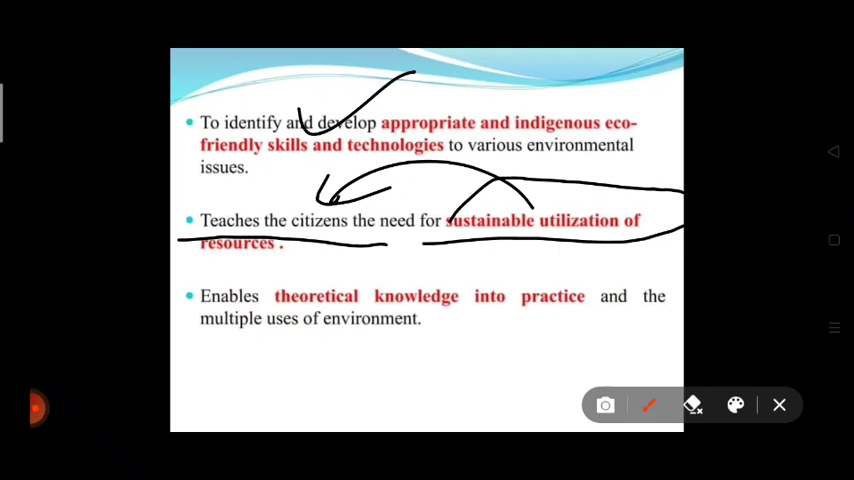 To identify and develop appropriate and indigenous eco-
friendly skills and technologies to various environmental
issues.
Teaches the citizens the need for sustainable utilization of
resources .
Enables theoretical knowledge into practice and the
multiple uses of environment.